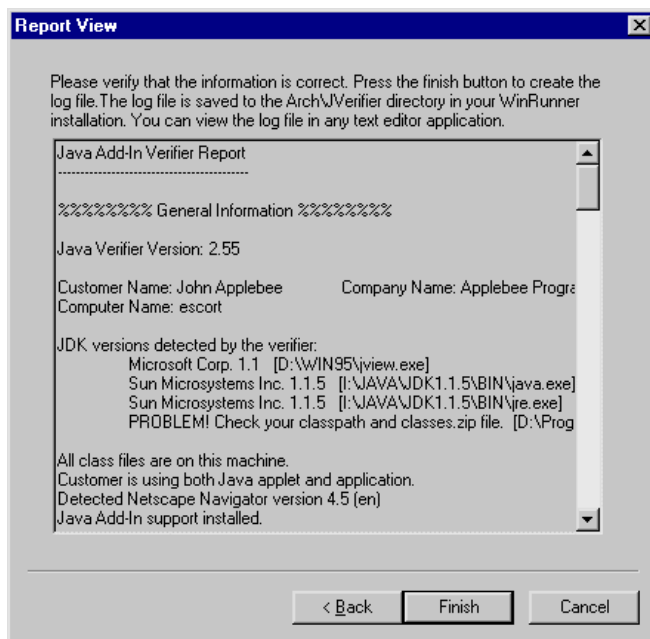 Report View
Please verify that the information is correct. Press the finish button to create the
log file.The log file is saved to the Arch\JVerifier directory in your WinRunner
installation. You can view the log file in any text editor application.
Java Add-In Verifier Report
-------------------------------------------
%%%%%%%% General Information %%%%%%%%
Java Verifier Version: 2.55
Customer Name: John Applebee Company Name: Applebee Progra
Computer Name: escort
JDK versions detected by the verifier:
Microsoft Corp. 1.1 [D:\WIN95\jview.exe]
Sun Microsystems Inc. 1.1.5 [I:\JAVA\JDK1.1.5\BIN\java.exe]
Sun Microsystems Inc. 1.1.5 [I:\JAVA\JDK1.1.5\BIN\jre.exe]
PROBLEM! Check your classpath and classes.zip file. [D:\Prog
All class files are on this machine.
Customer is using both Java applet and application.
Detected Netscape Navigator version 4.5 (en)
Java Add-In support installed.
< Back Finish Cancel